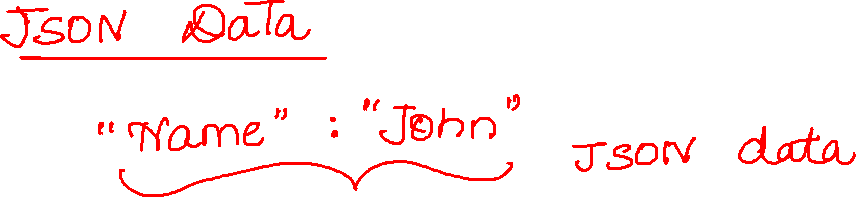 JSON Data
"Name" : "John"
JSON data